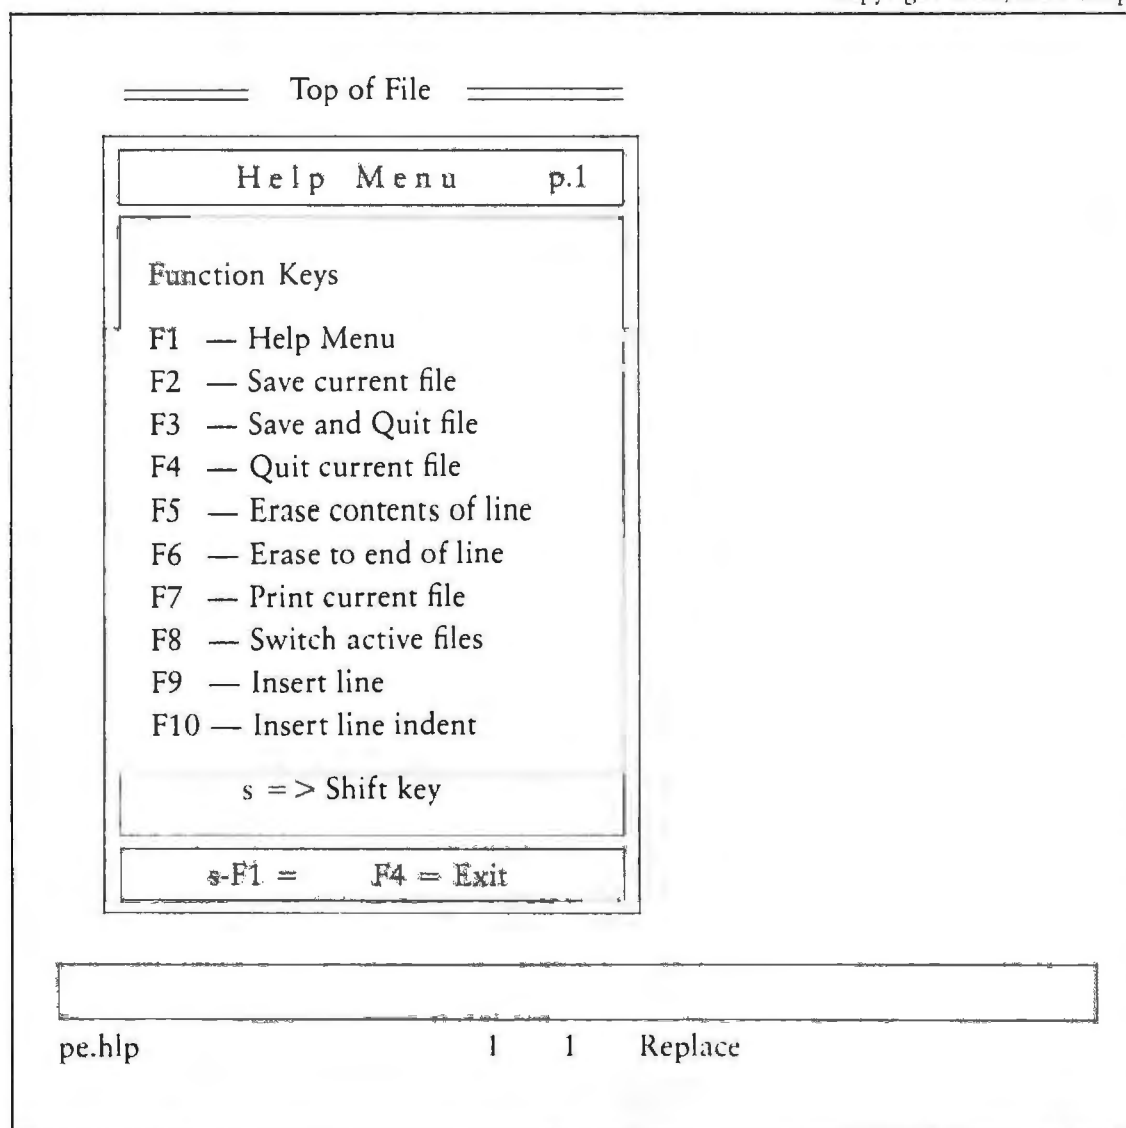 Top of File
Help Menu p.1
Function Keys
F1 — Help Menu
F2 — Save current file
F3 — Save and Quit file
F4 — Quit current file
F5 — Erase contents of line
F6 — Erase to end of line
F7 — Print current file
F8 — Switch active files
F9 — Insert line
F10 — Insert line indent
s => Shift key
s-F1 = F4 = Exit
pe.hlp 1 1 Replace